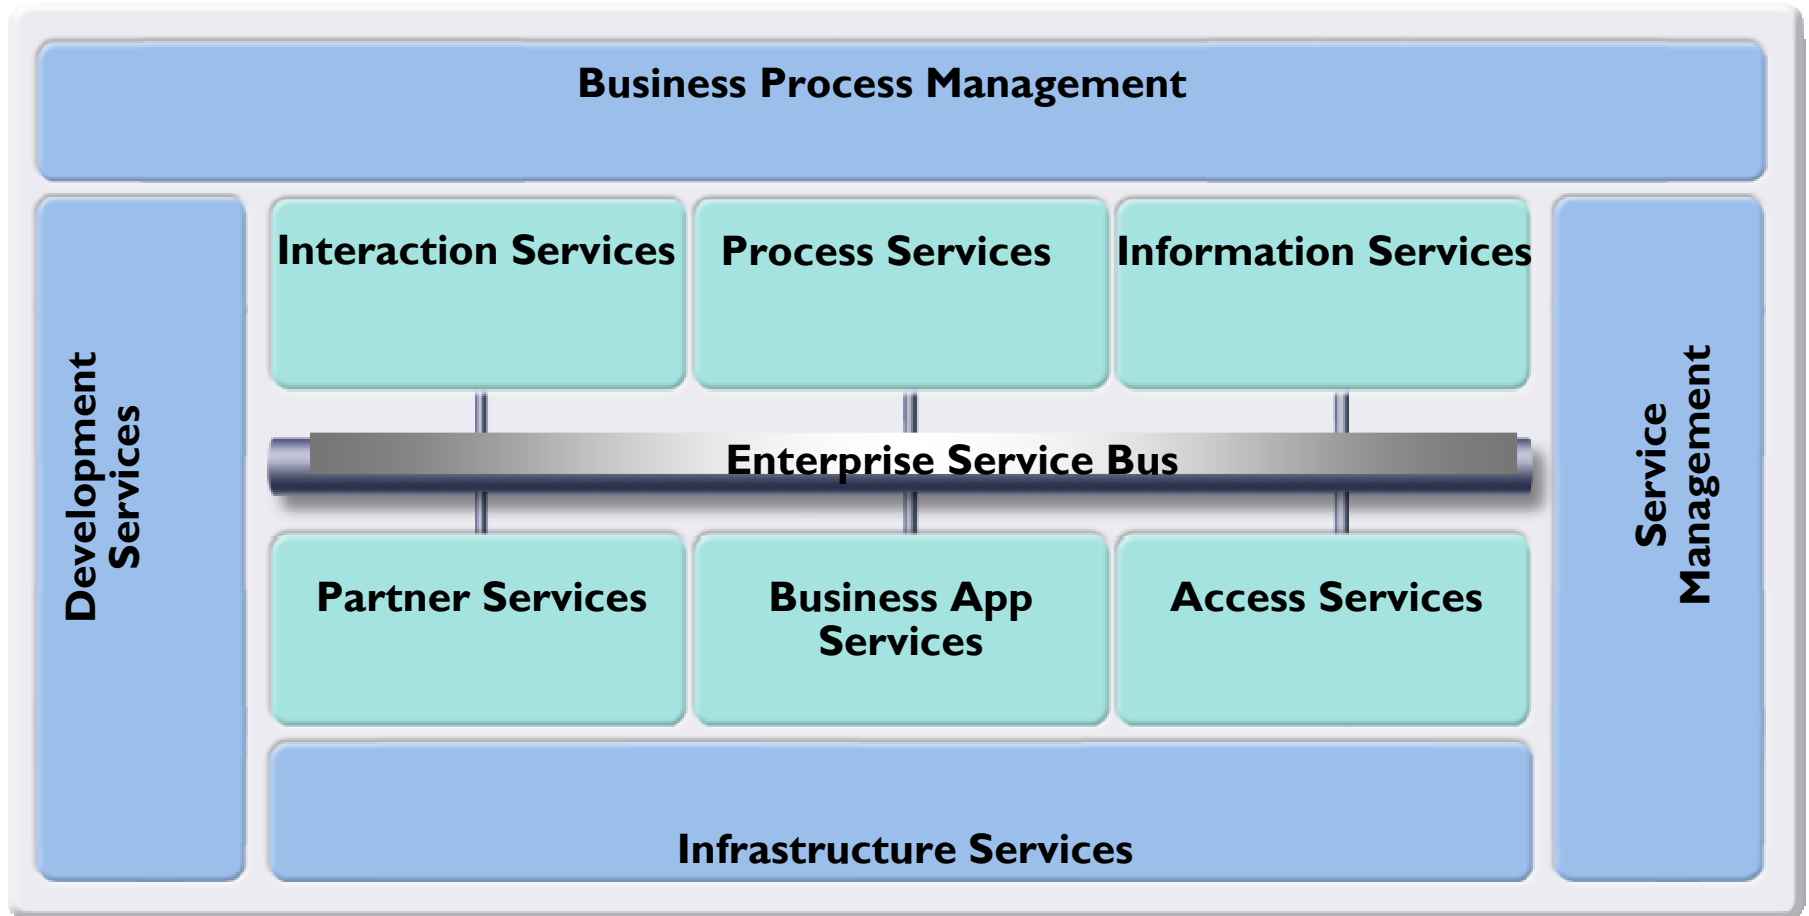 Business Process Management
Development
Services
Interaction Services
Process Services
Information Services
Service
Management
Enterprise Service Bus
Partner Services
Business App
Services
Access Services
Infrastructure Services